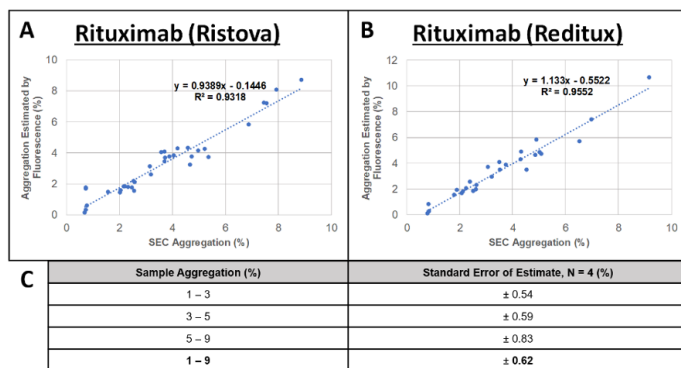 A
Rituximab (Ristova)
10
8
6
4
2
0
0
2
4
6
8
10
y = 0.9389x - 0.1446
R² = 0.9318
Aggregation Estimated by
Fluorescence (%)
SEC Aggregation (%)
B
Rituximab (Reditux)
12
10
8
6
4
2
0
0
2
4
6
8
10
y = 1.133x - 0.5522
R² = 0.9552
Aggregation Estimated by
Fluorescence (%)
SEC Aggregation (%)
C
Sample Aggregation (%) Standard Error of Estimate, N = 4 (%)
1 – 3 ± 0.54
3 – 5 ± 0.59
5 – 9 ± 0.83
1 – 9 ± 0.62